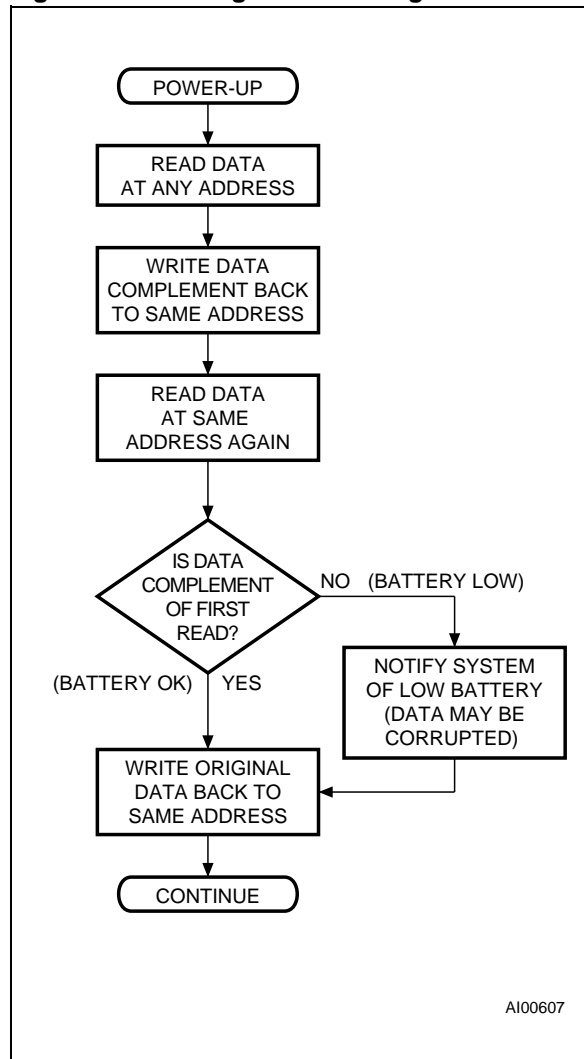 POWER-UP
READ DATA
AT ANY ADDRESS
WRITE DATA
COMPLEMENT BACK
TO SAME ADDRESS
READ DATA
AT SAME
ADDRESS AGAIN
IS DATA
COMPLEMENT
OF FIRST
READ?
NO (BATTERY LOW)
NOTIFY SYSTEM
OF LOW BATTERY
(DATA MAY BE
CORRUPTED)
(BATTERY OK) YES
WRITE ORIGINAL
DATA BACK TO
SAME ADDRESS
CONTINUE
AI00607